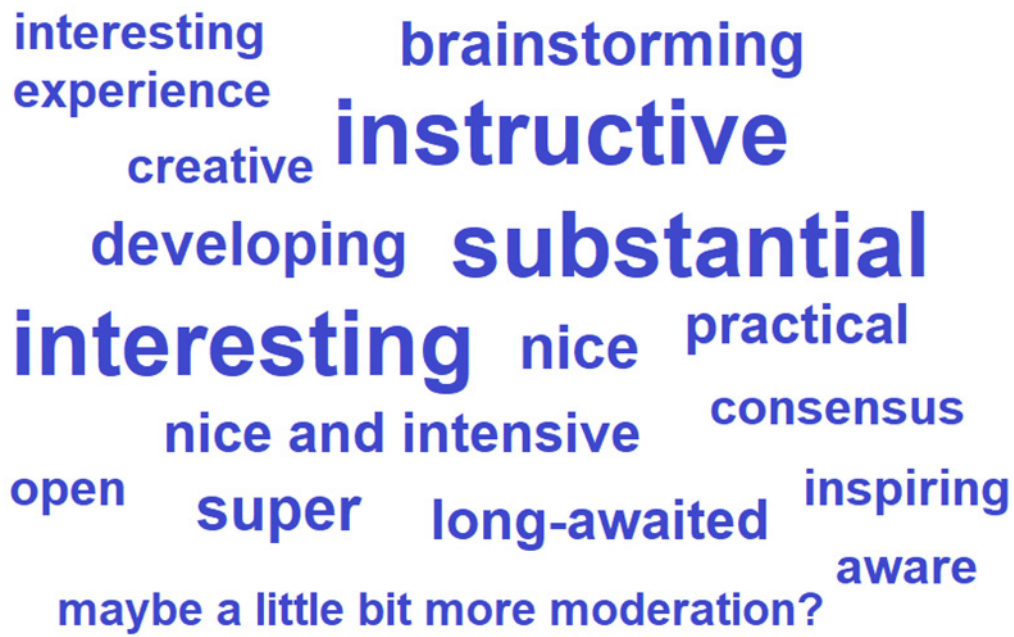 interesting
experience
brainstorming
instructive
creative
developing
substantial
interesting
nice
practical
consensus
nice and intensive
open
super
long-awaited
inspiring
aware
maybe a little bit more moderation?